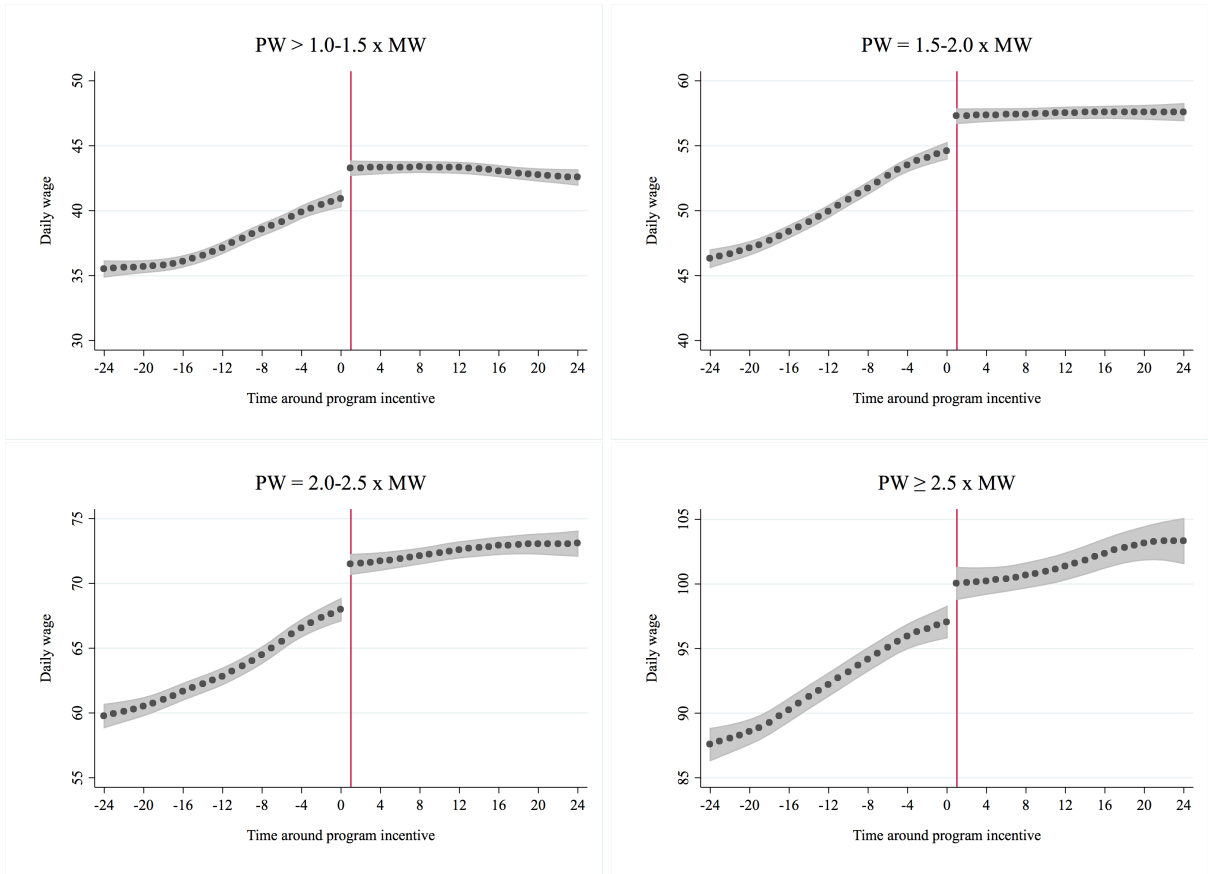 PW > 1.0-1.5 x MW
50
45
40
35
30
Daily wage
-24 -20 -16 -12 -8 -4 0 4 8 12 16 20 24
Time around program incentive
PW = 1.5-2.0 x MW
60
55
50
45
40
Daily wage
-24 -20 -16 -12 -8 -4 0 4 8 12 16 20 24
Time around program incentive
PW = 2.0-2.5 x MW
75
70
65
60
55
Daily wage
-24 -20 -16 -12 -8 -4 0 4 8 12 16 20 24
Time around program incentive
PW ≥ 2.5 x MW
105
100
95
90
85
Daily wage
-24 -20 -16 -12 -8 -4 0 4 8 12 16 20 24
Time around program incentive